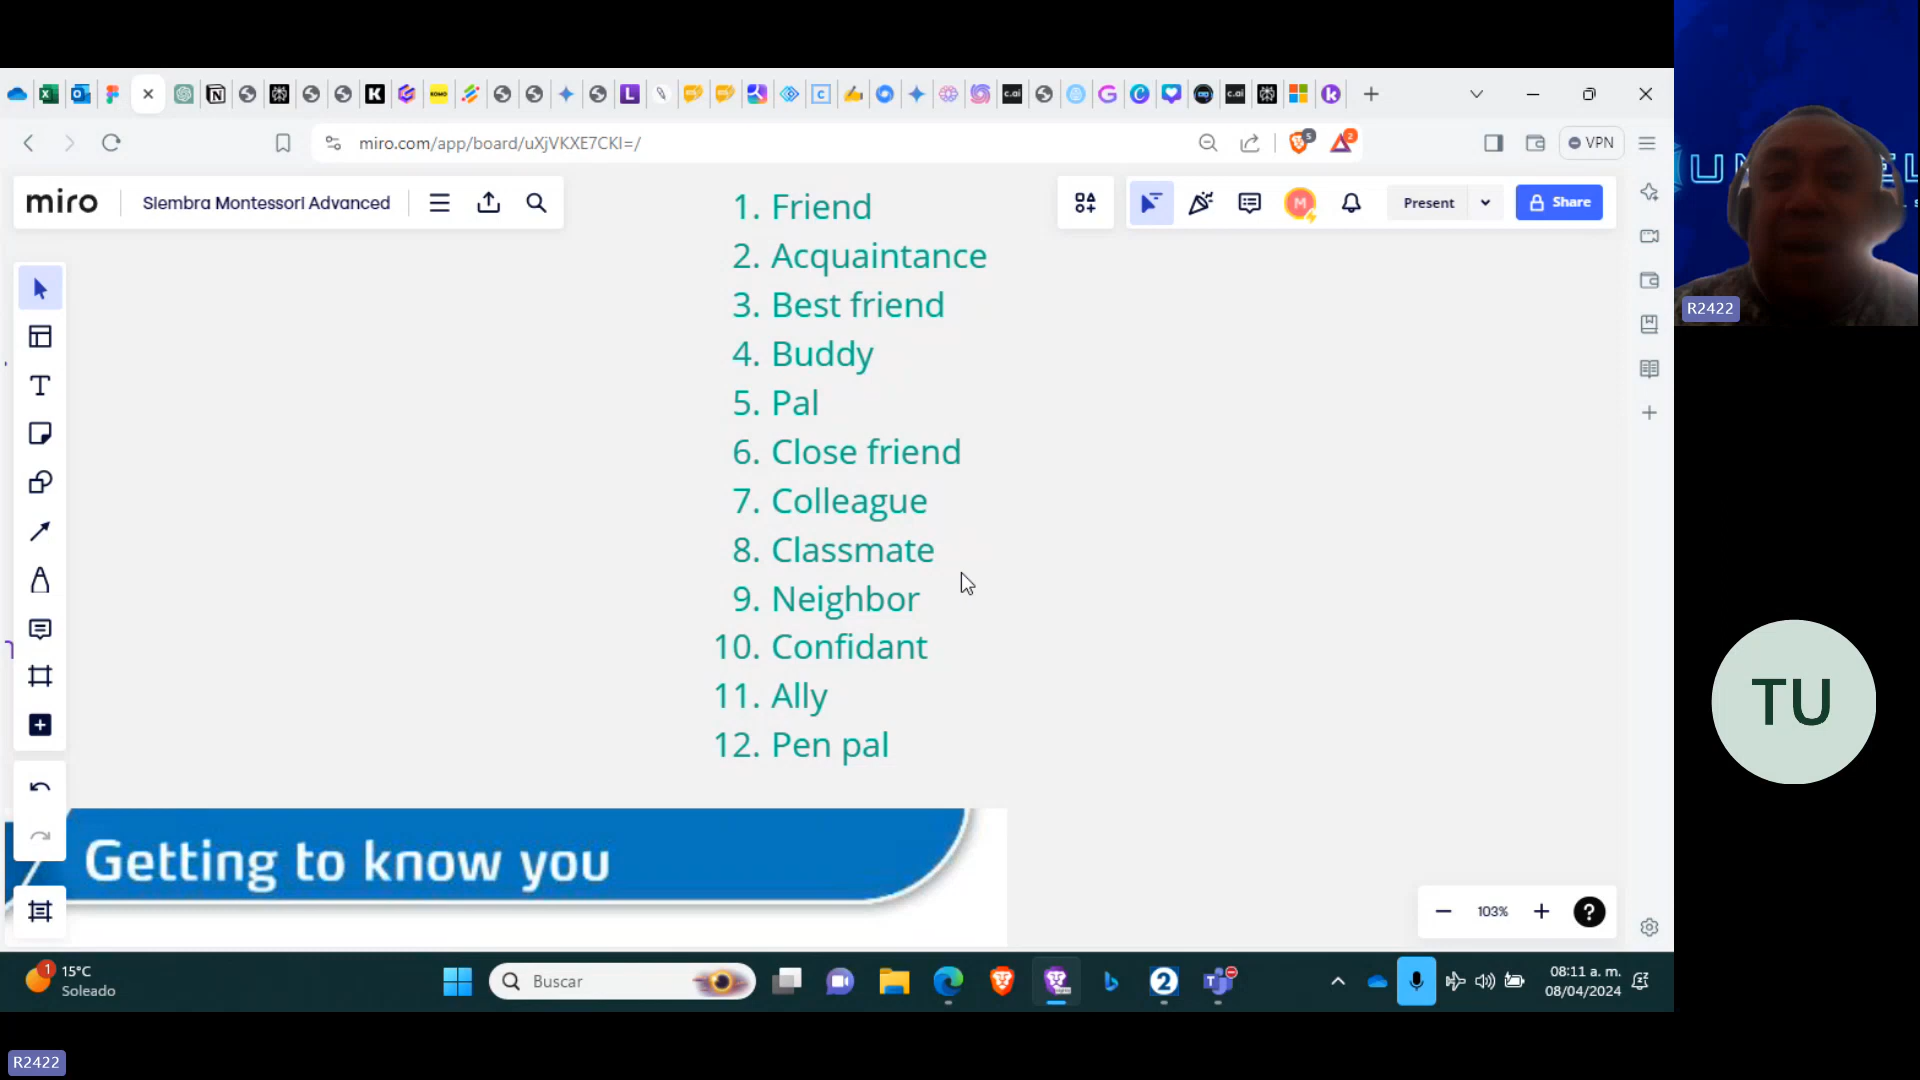 miro.com/app/board/uXjVKXE7CKI=/
VPN
miro
Siembra Montessori Advanced
Present
Share
1. Friend
2. Acquaintance
3. Best friend
4. Buddy
5. Pal
6. Close friend
7. Colleague
8. Classmate
9. Neighbor
10. Confidant
11. Ally
12. Pen pal
Getting to know you
103%
15°C
Soleado
Buscar
08:11 a. m.
08/04/2024
R2422
TU
R2422